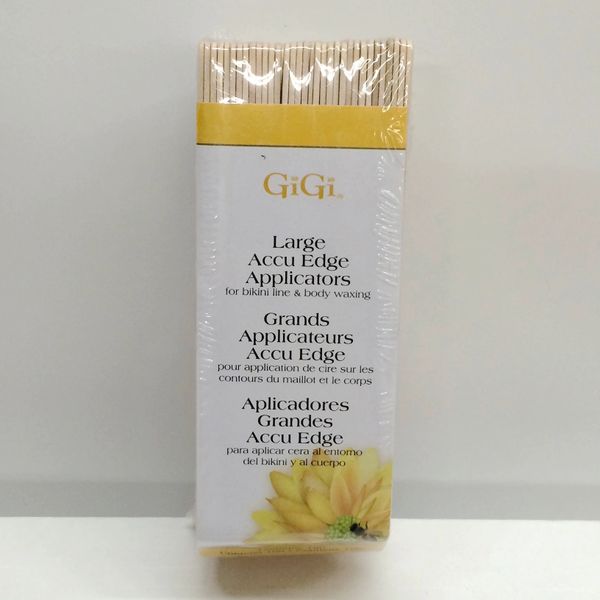 GiGi
Large
Accu Edge
Applicators
for bikini line & body waxing
Grands
Applicateurs
Accu Edge
pour application de cire sur les
contours du maillot et le corps
Aplicadores
Grandes
Accu Edge
para aplicar cera al entorno
del bikini y al cuerpo